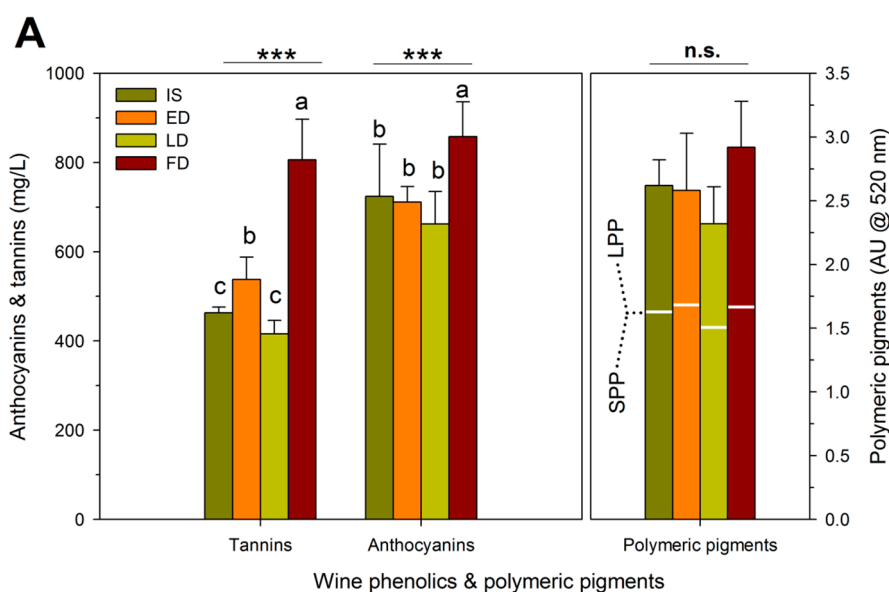 A
***
***
n.s.
1000
800
600
400
200
0
Anthocyanins & tannins (mg/L)
IS
ED
LD
FD
c
b
c
a
b
b
b
a
LPP
SPP
3.5
3.0
2.5
2.0
1.5
1.0
0.5
0.0
Polymeric pigments (AU @ 520 nm)
Tannins
Anthocyanins
Polymeric pigments
Wine phenolics & polymeric pigments